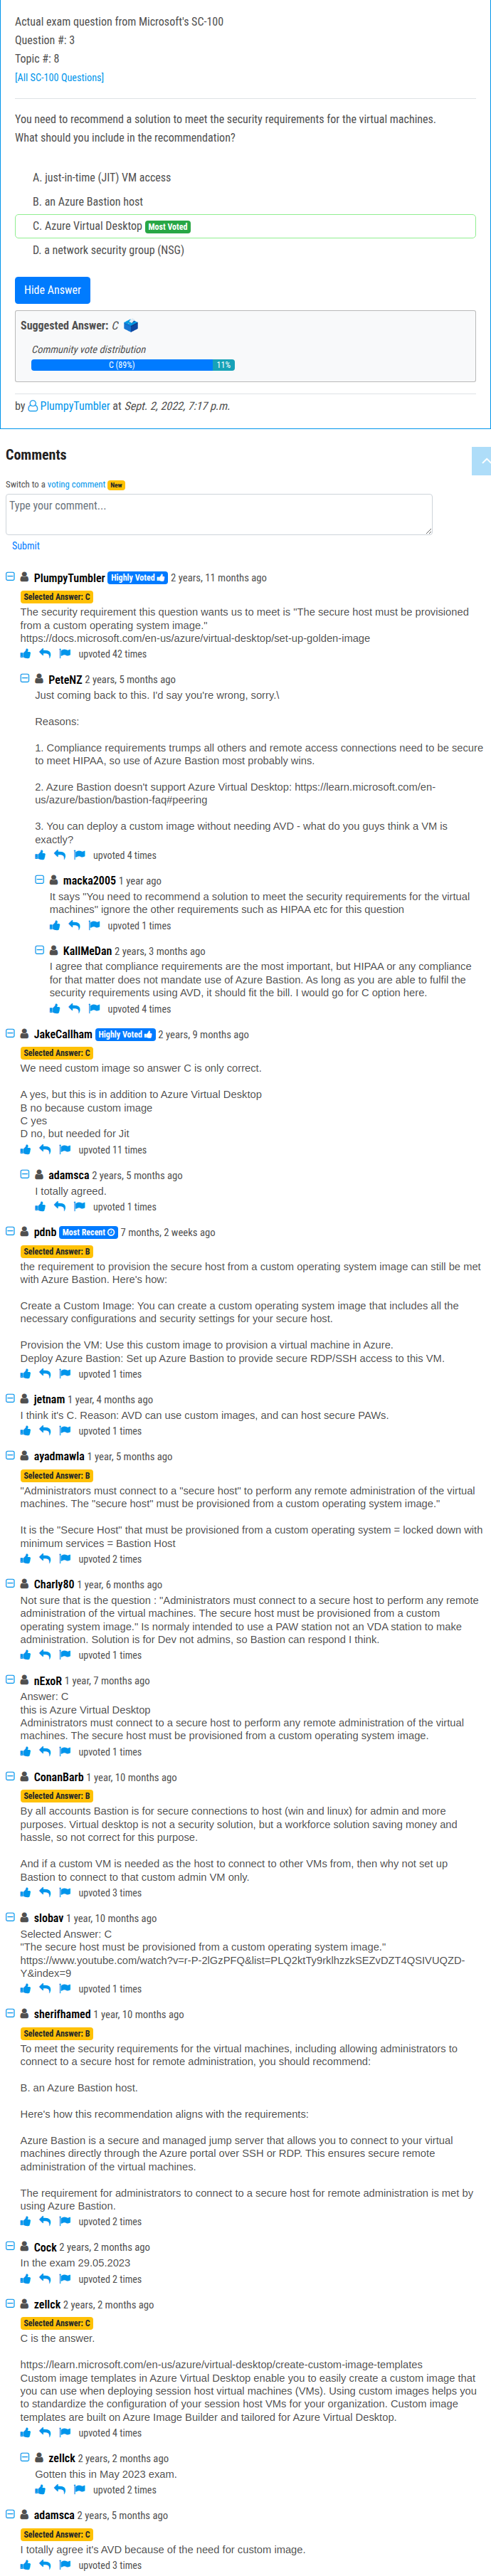 Actual exam question from Microsoft's SC-100
Question #: 3
Topic #: 8
[All SC-100 Questions]
You need to recommend a solution to meet the security requirements for the virtual machines.
What should you include in the recommendation?
A. just-in-time (JIT) VM access
B. an Azure Bastion host
C. Azure Virtual Desktop Most Voted
D. a network security group (NSG)
Hide Answer
Suggested Answer: C
Community vote distribution
C (89%) 11%
by PlumpyTumbler at Sept. 2, 2022, 7:17 p.m.
Comments
Switch to a voting comment New
Type your comment...
Submit
PlumpyTumbler Highly Voted 2 years, 11 months ago
Selected Answer: C
The security requirement this question wants us to meet is "The secure host must be provisioned
from a custom operating system image."
https://docs.microsoft.com/en-us/azure/virtual-desktop/set-up-golden-image
upvoted 42 times
PeteNZ 2 years, 5 months ago
Just coming back to this. I'd say you're wrong, sorry.\
Reasons:
1. Compliance requirements trumps all others and remote access connections need to be secure
to meet HIPAA, so use of Azure Bastion most probably wins.
2. Azure Bastion doesn't support Azure Virtual Desktop: https://learn.microsoft.com/en-
us/azure/bastion/bastion-faq#peering
3. You can deploy a custom image without needing AVD - what do you guys think a VM is
exactly?
upvoted 4 times
macka2005 1 year ago
It says "You need to recommend a solution to meet the security requirements for the virtual
machines" ignore the other requirements such as HIPAA etc for this question
upvoted 1 times
KallMeDan 2 years, 3 months ago
I agree that compliance requirements are the most important, but HIPAA or any compliance
for that matter does not mandate use of Azure Bastion. As long as you are able to fulfil the
security requirements using AVD, it should fit the bill. I would go for C option here.
upvoted 4 times
JakeCallham Highly Voted 2 years, 9 months ago
Selected Answer: C
We need custom image so answer C is only correct.
A yes, but this is in addition to Azure Virtual Desktop
B no because custom image
C yes
D no, but needed for Jit
upvoted 11 times
adamsca 2 years, 5 months ago
I totally agreed.
upvoted 1 times
pdnb Most Recent 7 months, 2 weeks ago
Selected Answer: B
the requirement to provision the secure host from a custom operating system image can still be met
with Azure Bastion. Here's how:
Create a Custom Image: You can create a custom operating system image that includes all the
necessary configurations and security settings for your secure host.
Provision the VM: Use this custom image to provision a virtual machine in Azure.
Deploy Azure Bastion: Set up Azure Bastion to provide secure RDP/SSH access to this VM.
upvoted 1 times
jetnam 1 year, 4 months ago
I think it's C. Reason: AVD can use custom images, and can host secure PAWs.
upvoted 1 times
ayadmawla 1 year, 5 months ago
Selected Answer: B
"Administrators must connect to a "secure host" to perform any remote administration of the virtual
machines. The "secure host" must be provisioned from a custom operating system image."
It is the "Secure Host" that must be provisioned from a custom operating system = locked down with
minimum services = Bastion Host
upvoted 2 times
Charly80 1 year, 6 months ago
Not sure that is the question : "Administrators must connect to a secure host to perform any remote
administration of the virtual machines. The secure host must be provisioned from a custom
operating system image." Is normaly intended to use a PAW station not an VDA station to make
administration. Solution is for Dev not admins, so Bastion can respond I think.
upvoted 1 times
nExoR 1 year, 7 months ago
Answer: C
this is Azure Virtual Desktop
Administrators must connect to a secure host to perform any remote administration of the virtual
machines. The secure host must be provisioned from a custom operating system image.
upvoted 1 times
ConanBarb 1 year, 10 months ago
Selected Answer: B
By all accounts Bastion is for secure connections to host (win and linux) for admin and more
purposes. Virtual desktop is not a security solution, but a workforce solution saving money and
hassle, so not correct for this purpose.
And if a custom VM is needed as the host to connect to other VMs from, then why not set up
Bastion to connect to that custom admin VM only.
upvoted 3 times
slobav 1 year, 10 months ago
Selected Answer: C
"The secure host must be provisioned from a custom operating system image."
https://www.youtube.com/watch?v=r-P-2lGzPFQ&list=PLQ2ktTy9rklhzzkSEZvDZT4QSIVUQZD-
Y&index=9
upvoted 1 times
sherifhamed 1 year, 10 months ago
Selected Answer: B
To meet the security requirements for the virtual machines, including allowing administrators to
connect to a secure host for remote administration, you should recommend:
B. an Azure Bastion host.
Here's how this recommendation aligns with the requirements:
Azure Bastion is a secure and managed jump server that allows you to connect to your virtual
machines directly through the Azure portal over SSH or RDP. This ensures secure remote
administration of the virtual machines.
The requirement for administrators to connect to a secure host for remote administration is met by
using Azure Bastion.
upvoted 2 times
Cock 2 years, 2 months ago
In the exam 29.05.2023
upvoted 2 times
zellck 2 years, 2 months ago
Selected Answer: C
C is the answer.
https://learn.microsoft.com/en-us/azure/virtual-desktop/create-custom-image-templates
Custom image templates in Azure Virtual Desktop enable you to easily create a custom image that
you can use when deploying session host virtual machines (VMs). Using custom images helps you
to standardize the configuration of your session host VMs for your organization. Custom image
templates are built on Azure Image Builder and tailored for Azure Virtual Desktop.
upvoted 4 times
zellck 2 years, 2 months ago
Gotten this in May 2023 exam.
upvoted 2 times
adamsca 2 years, 5 months ago
Selected Answer: C
I totally agree it's AVD because of the need for custom image.
upvoted 3 times